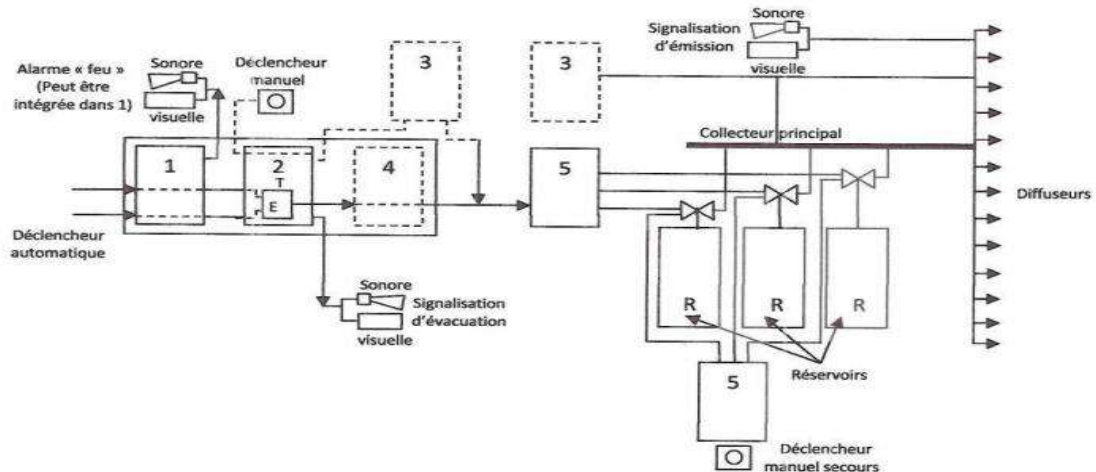 Sonore
Signalisation
d'émission
visuelle
Alarme « feu »
(Peut être
intégrée dans 1)
Sonore
visuelle
Déclencheur
manuel
3
3
Collecteur principal
1
2
T
E
4
5
Déclencheur
automatique
Diffuseurs
Sonore
Signalisation
d'évacuation
visuelle
R
R
R
Réservoirs
5
Déclencheur
manuel secours